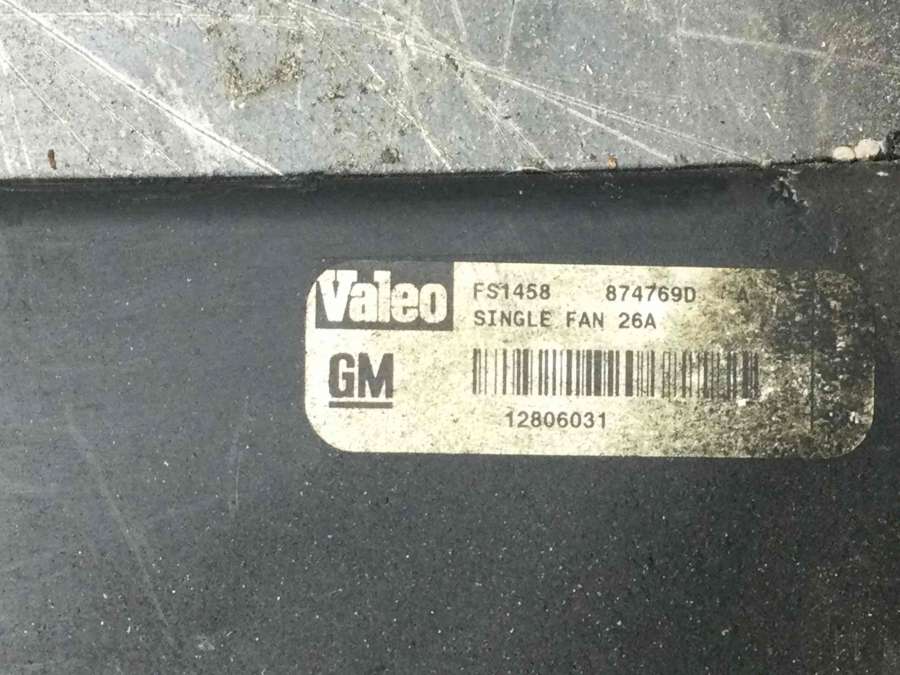 Valeo FS1458 874769D A
SINGLE FAN 26A
GM
12806031